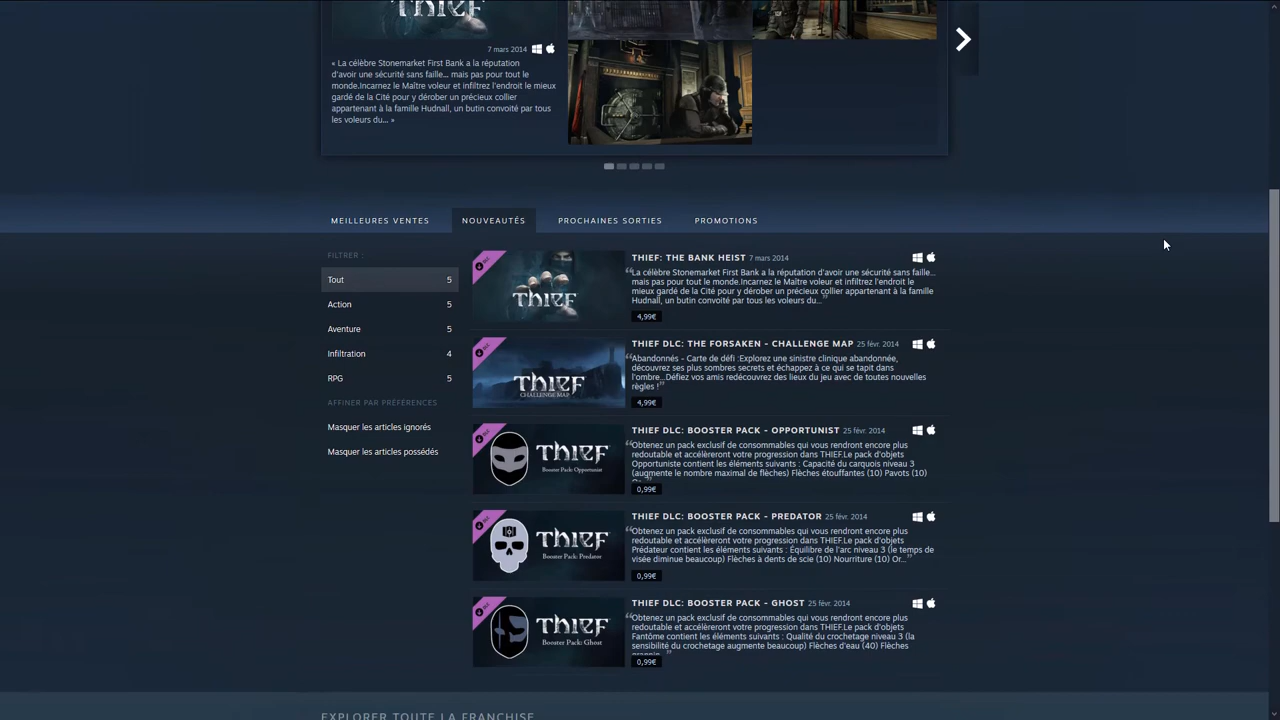 THIEF
7 mars 2014
« La célèbre Stonemarket First Bank a la réputation
d'avoir une sécurité sans faille... mais pas pour tout le
monde.Incarnez le Maître voleur et infiltrez l'endroit le mieux
gardé de la Cité pour y dérober un précieux collier
appartenant à la famille Hudnall, un butin convoité par tous
les voleurs du... »
MEILLEURES VENTES
NOUVEAUTÉS
PROCHAINES SORTIES
PROMOTIONS
FILTRER :
Tout 5
Action 5
Aventure 5
Infiltration 4
RPG 5
AFFINER PAR PRÉFÉRENCES
Masquer les articles ignorés
Masquer les articles possédés
THIEF
THIEF: THE BANK HEIST 7 mars 2014
“La célèbre Stonemarket First Bank a la réputation d'avoir une sécurité sans faille...
mais pas pour tout le monde.Incarnez le Maître voleur et infiltrez l'endroit le
mieux gardé de la Cité pour y dérober un précieux collier appartenant à la famille
Hudnall, un butin convoité par tous les voleurs du...”
4,99€
THIEF
CHALLENGE MAP
THIEF DLC: THE FORSAKEN - CHALLENGE MAP 25 févr. 2014
“Abandonnés - Carte de défi :Explorez une sinistre clinique abandonnée,
découvrez ses plus sombres secrets et échappez à ce qui se tapit dans
l'ombre...Défiez vos amis redécouvrez des lieux du jeu avec de toutes nouvelles
règles !”
4,99€
THIEF
Booster Pack: Opportunist
THIEF DLC: BOOSTER PACK - OPPORTUNIST 25 févr. 2014
“Obtenez un pack exclusif de consommables qui vous rendront encore plus
redoutable et accélèreront votre progression dans THIEF.Le pack d'objets
Opportuniste contient les éléments suivants : Capacité du carquois niveau 3
(augmente le nombre maximal de flèches) Flèches étouffantes (10) Pavots (10)
0,99€
THIEF
Booster Pack: Predator
THIEF DLC: BOOSTER PACK - PREDATOR 25 févr. 2014
“Obtenez un pack exclusif de consommables qui vous rendront encore plus
redoutable et accélèreront votre progression dans THIEF.Le pack d'objets
Prédateur contient les éléments suivants : Équilibre de l'arc niveau 3 (le temps de
visée diminue beaucoup) Flèches à dents de scie (10) Nourriture (10) Or...”
0,99€
THIEF
Booster Pack: Ghost
THIEF DLC: BOOSTER PACK - GHOST 25 févr. 2014
“Obtenez un pack exclusif de consommables qui vous rendront encore plus
redoutable et accélèreront votre progression dans THIEF.Le pack d'objets
Fantôme contient les éléments suivants : Qualité du crochetage niveau 3 (la
sensibilité du crochetage augmente beaucoup) Flèches d'eau (40) Flèches
0,99€
EXPLORER TOUTE LA FRANCHISE